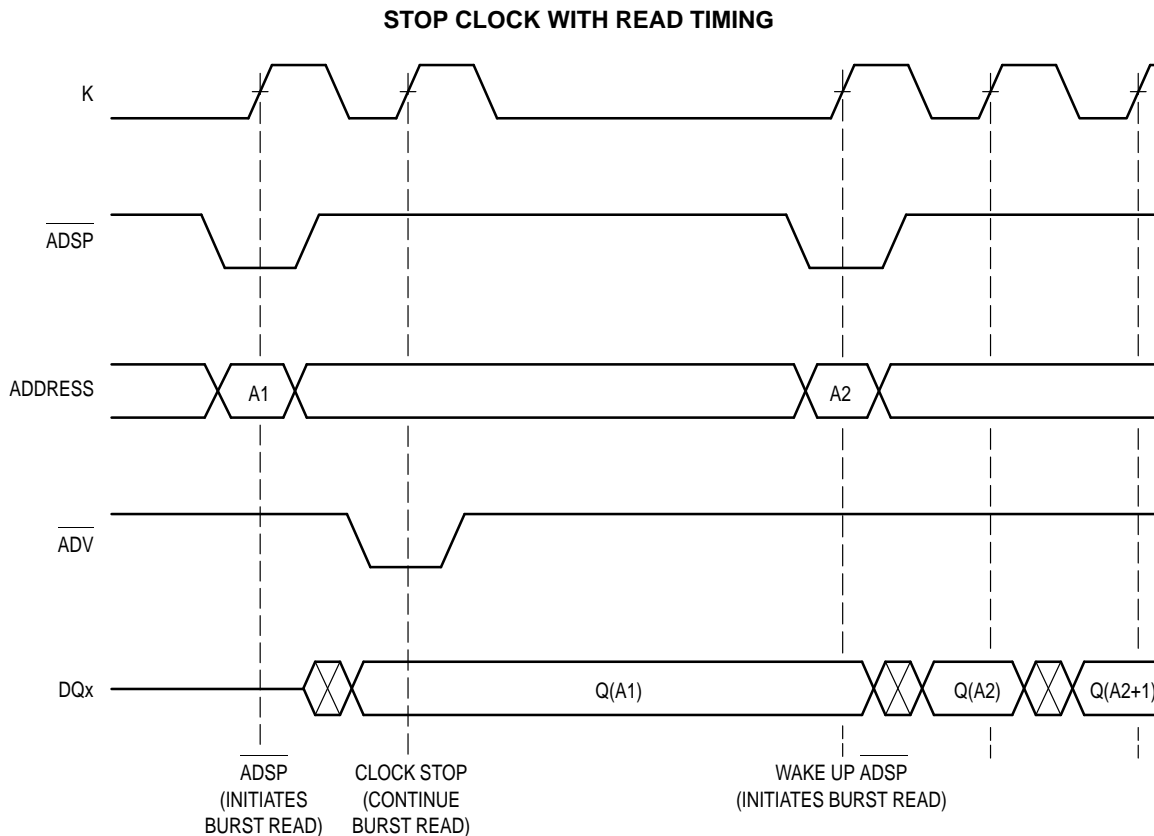 STOP CLOCK WITH READ TIMING
K
ADSP
ADDRESS
A1
A2
ADV
DQx
Q(A1)
Q(A2)
Q(A2+1)
ADSP
(INITIATES
BURST READ)
CLOCK STOP
(CONTINUE
BURST READ)
WAKE UP ADSP
(INITIATES BURST READ)